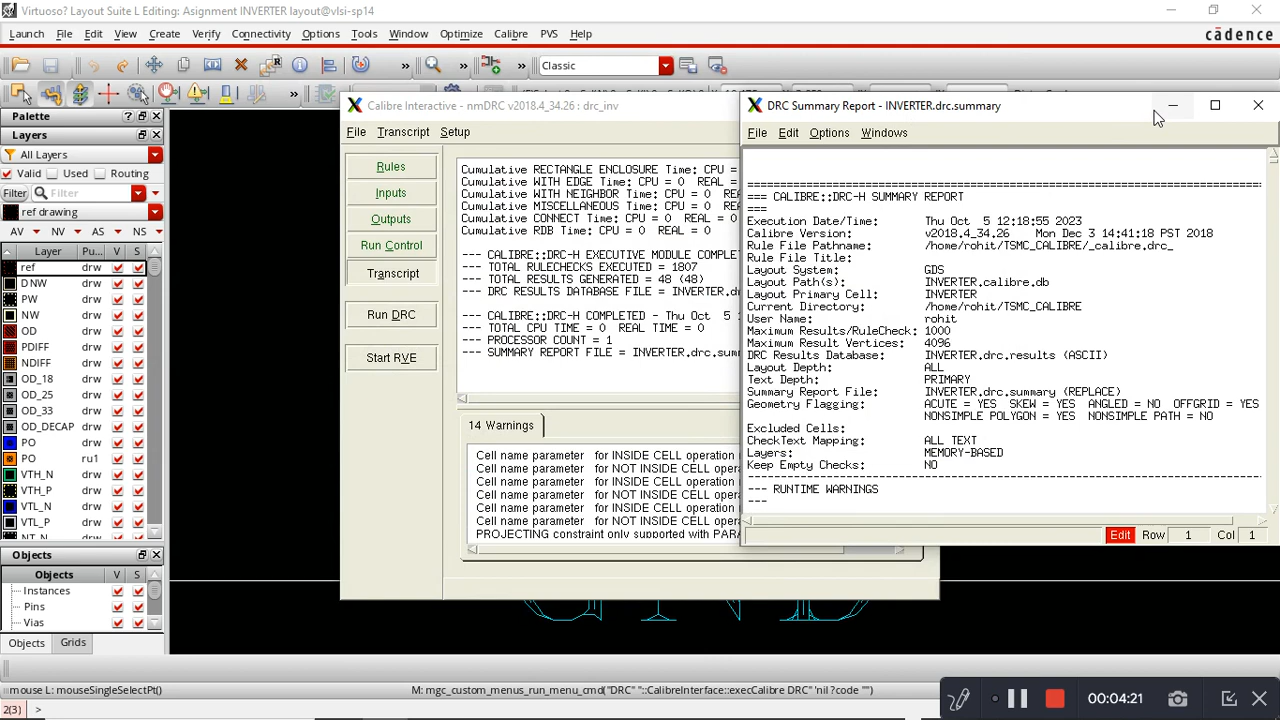 Virtuoso? Layout Suite L Editing: Asignment INVERTER layout@vlsi-sp14
Launch File Edit View Create Verify Connectivity Options Tools Window Optimize Calibre PVS Help
cādence
Classic
Palette
Layers
All Layers
Valid Used Routing
Filter Filter
ref drawing
AV NV AS NS
Layer Pu... V S
ref drw
DNW drw
PW drw
NW drw
OD drw
PDIFF drw
NDIFF drw
OD_18 drw
OD_25 drw
OD_33 drw
OD_DECAP drw
PO drw
PO ru1
VTH_N drw
VTH_P drw
VTL_N drw
VTL_P drw
NT_N drw
Objects
Objects V S
Instances
Pins
Vias
Objects Grids
mouse L: mouseSingleSelectPt()
M: mgc_custom_menus_run_menu_cmd("DRC" "::CalibreInterface::execCalibre DRC" 'nil ?code "")
2(3) >
Calibre Interactive - nmDRC v2018.4_34.26 : drc_inv
File Transcript Setup
Rules
Inputs
Outputs
Run Control
Transcript
Run DRC
Start RVE
Cumulative RECTANGLE ENCLOSURE Time: CPU =
Cumulative WITH EDGE Time: CPU = 0 REAL =
Cumulative WITH NEIGHBOR Time: CPU = 0 REA
Cumulative MISCELLANEOUS Time: CPU = 0 REA
Cumulative CONNECT Time: CPU = 0 REAL = 0
Cumulative RDB Time: CPU = 0 REAL = 0
--- CALIBRE::DRC-H EXECUTIVE MODULE COMPLET
--- TOTAL RULECHECKS EXECUTED = 1807
--- TOTAL RESULTS GENERATED = 48 (48)
--- DRC RESULTS DATABASE FILE = INVERTER.dr
--- CALIBRE::DRC-H COMPLETED - Thu Oct 5 1
--- TOTAL CPU TIME = 0 REAL TIME = 0
--- PROCESSOR COUNT = 1
--- SUMMARY REPORT FILE = INVERTER.drc.summ
14 Warnings
Cell name parameter for INSIDE CELL operation
Cell name parameter for NOT INSIDE CELL operat
Cell name parameter for INSIDE CELL operation
Cell name parameter for NOT INSIDE CELL operat
Cell name parameter for INSIDE CELL operation
Cell name parameter for NOT INSIDE CELL operat
PROJECTING constraint only supported with PARA
GND
DRC Summary Report - INVERTER.drc.summary
File Edit Options Windows
==================================================================================
=== CALIBRE::DRC-H SUMMARY REPORT
===
Execution Date/Time: Thu Oct 5 12:18:55 2023
Calibre Version: v2018.4_34.26 Mon Dec 3 14:41:18 PST 2018
Rule File Pathname: /home/rohit/TSMC_CALIBRE/_calibre.drc_
Rule File Title:
Layout System: GDS
Layout Path(s): INVERTER.calibre.db
Layout Primary Cell: INVERTER
Current Directory: /home/rohit/TSMC_CALIBRE
User Name: rohit
Maximum Results/RuleCheck: 1000
Maximum Result Vertices: 4096
DRC Results Database: INVERTER.drc.results (ASCII)
Layout Depth: ALL
Text Depth: PRIMARY
Summary Report File: INVERTER.drc.summary (REPLACE)
Geometry Flagging: ACUTE = YES SKEW = YES ANGLED = NO OFFGRID = YES
NONSIMPLE POLYGON = YES NONSIMPLE PATH = NO
Excluded Cells:
CheckText Mapping: ALL TEXT
Layers: MEMORY-BASED
Keep Empty Checks: NO
----------------------------------------------------------------------------------
--- RUNTIME WARNINGS
---
Edit Row 1 Col 1
00:04:21